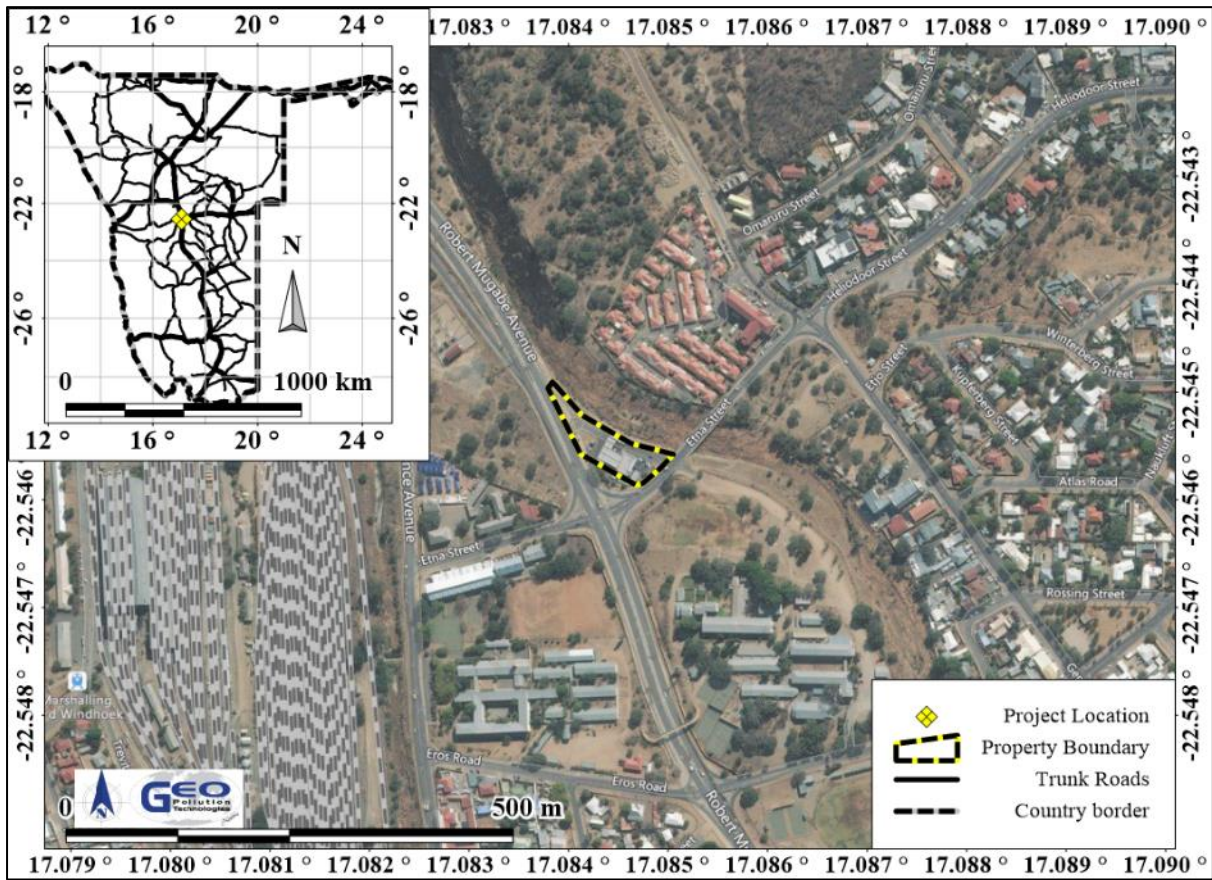 12 ° 16 ° 20 ° 24 °
17.083 ° 17.084 ° 17.085 ° 17.086 ° 17.087 ° 17.088 ° 17.089 ° 17.090 °
-18 °
-22 °
-26 °
-18 °
-22 °
-26 °
N
0 1000 km
12 ° 16 ° 20 ° 24 °
Omaruru Street
Heliodoor Street
-22.543 °
Omaruru Street
Robert Mugabe Avenue
Heliodoor Street
-22.544 °
Winterberg Street
Etjo Street
Kupferberg Street
-22.545 °
Etna Street
Atlas Road
-22.546 °
-22.546 °
Etna Street
Rossing Street
-22.547 °
-22.547 °
-22.548 °
-22.548 °
Marshalling
d Windhoek
Eros Road
Eros Road
Robert M
GEO
Pollution
Technologies
0 500 m
Project Location
Property Boundary
Trunk Roads
Country border
17.079 ° 17.080 ° 17.081 ° 17.082 ° 17.083 ° 17.084 ° 17.085 ° 17.086 ° 17.087 ° 17.088 ° 17.089 ° 17.090 °